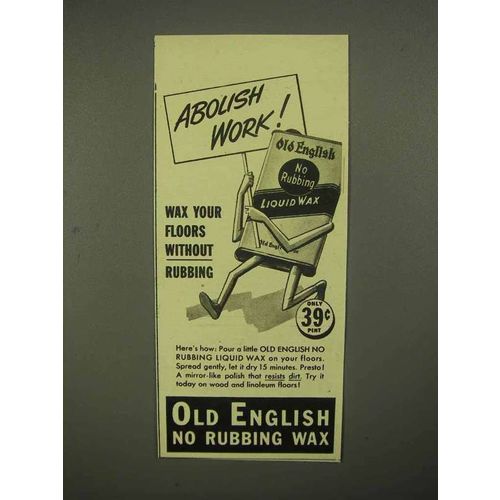 ABOLISH
WORK!
Old English
No
Rubbing
LIQUID WAX
WAX YOUR
FLOORS
WITHOUT
RUBBING
ONLY
39¢
PINT
Here's how: Pour a little OLD ENGLISH NO
RUBBING LIQUID WAX on your floors.
Spread gently, let it dry 15 minutes. Presto!
A mirror-like polish that resists dirt. Try it
today on wood and linoleum floors!
OLD ENGLISH
NO RUBBING WAX